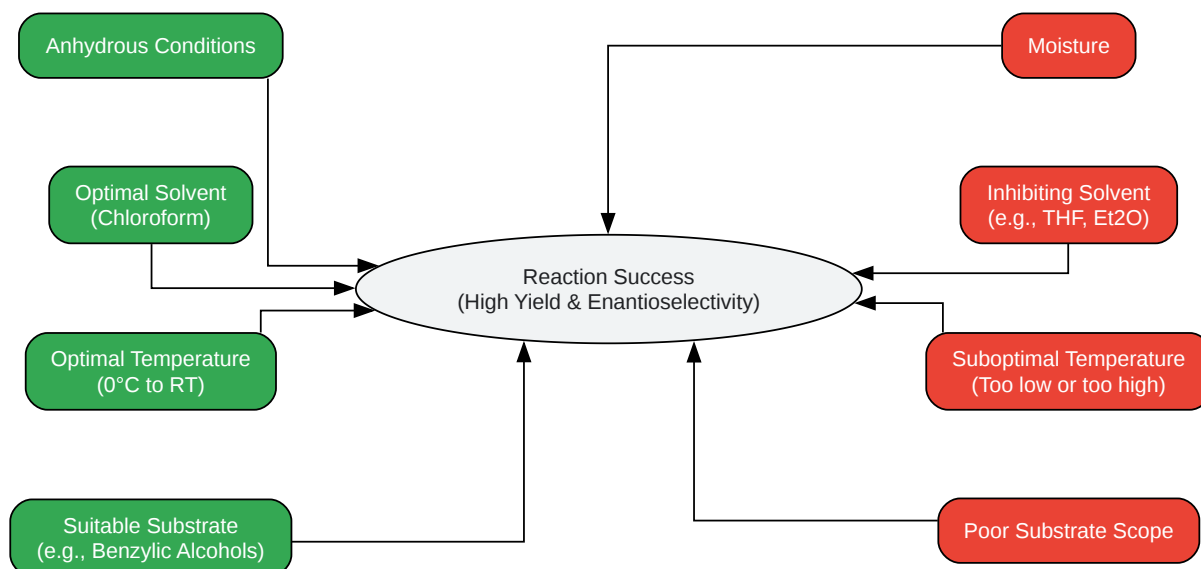 Anhydrous Conditions
Moisture
Optimal Solvent
(Chloroform)
Inhibiting Solvent
(e.g., THF, Et2O)
Reaction Success
(High Yield & Enantioselectivity)
Optimal Temperature
(0°C to RT)
Suboptimal Temperature
(Too low or too high)
Suitable Substrate
(e.g., Benzylic Alcohols)
Poor Substrate Scope